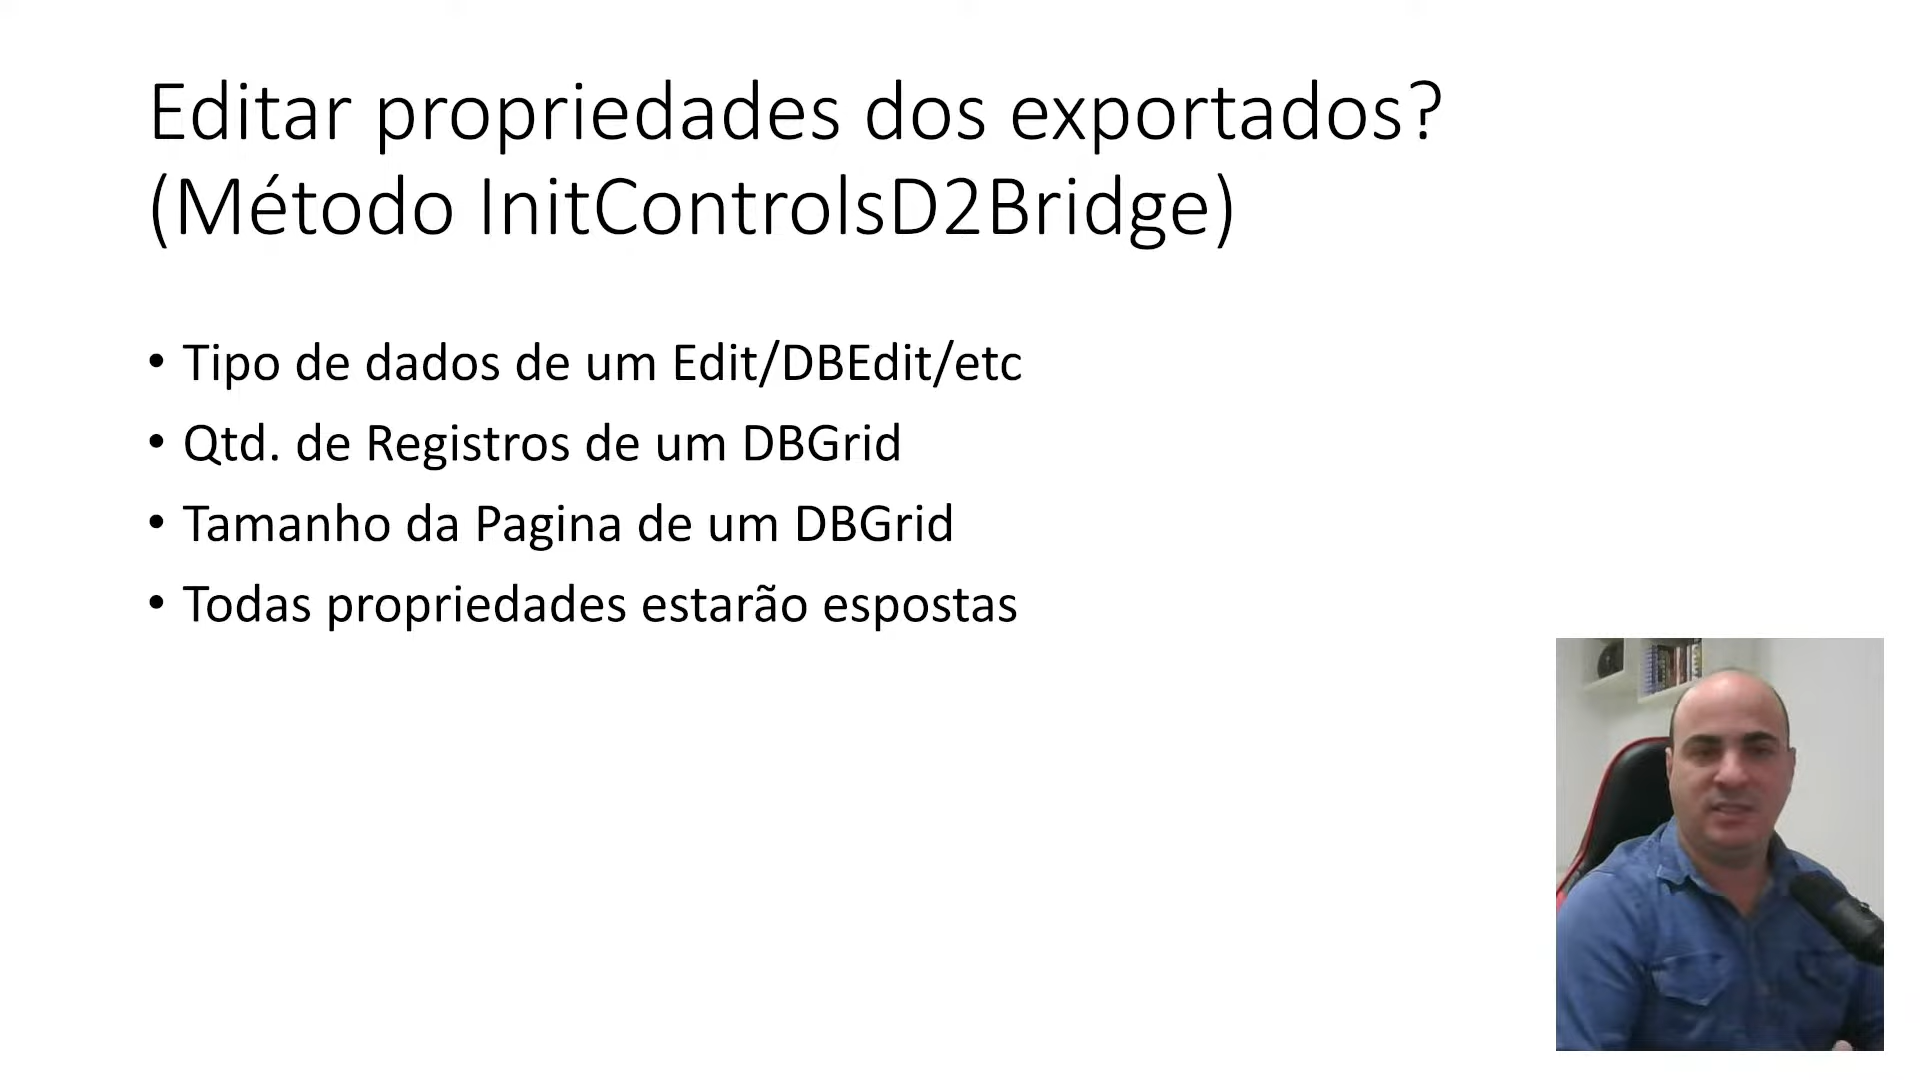 Editar propriedades dos exportados?
(Método InitControlsD2Bridge)
• Tipo de dados de um Edit/DBEdit/etc
• Qtd. de Registros de um DBGrid
• Tamanho da Pagina de um DBGrid
• Todas propriedades estarão espostas